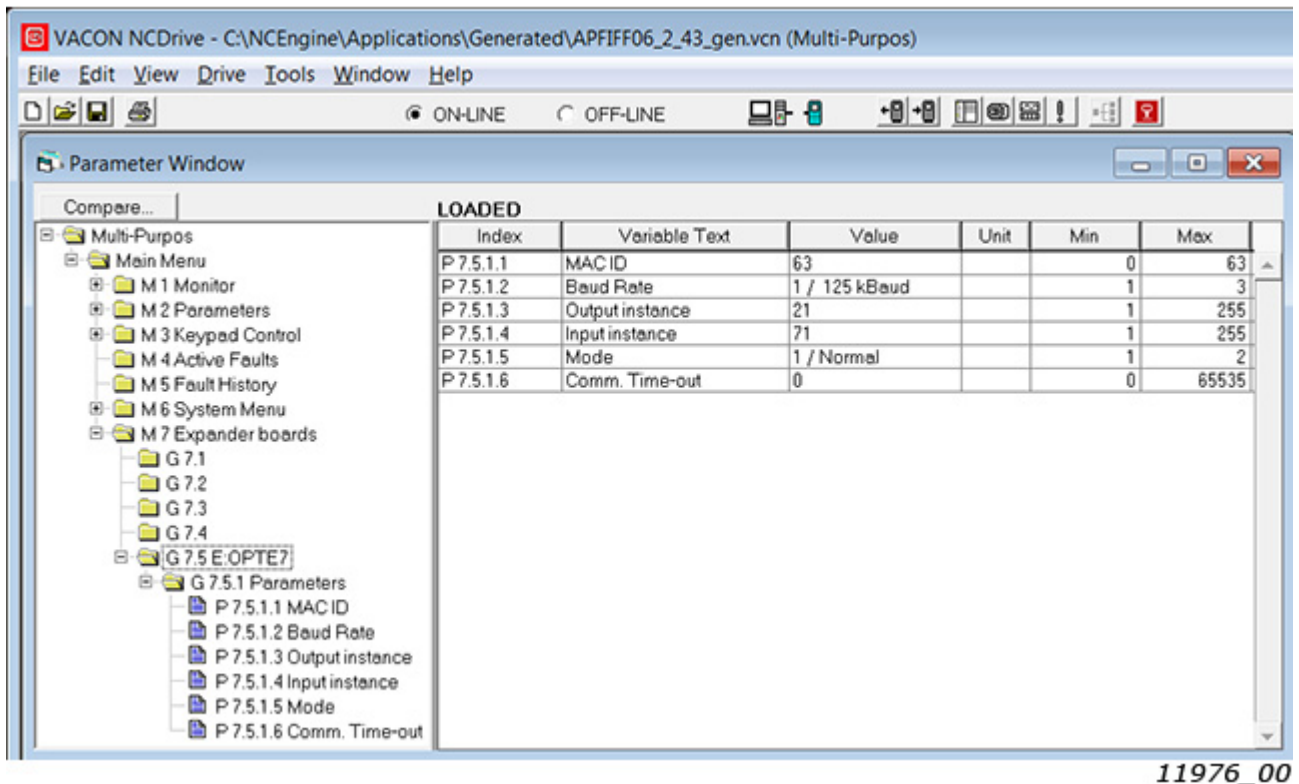 VACON NCDrive - C:\NCEngine\Applications\Generated\APFIFF06_2_43_gen.vcn (Multi-Purpos)
File Edit View Drive Tools Window Help
ON-LINE OFF-LINE
Parameter Window
Compare...
LOADED
Multi-Purpos
Main Menu
M 1 Monitor
M 2 Parameters
M 3 Keypad Control
M 4 Active Faults
M 5 Fault History
M 6 System Menu
M 7 Expander boards
G 7.1
G 7.2
G 7.3
G 7.4
G 7.5 E:OPTE7
G 7.5.1 Parameters
P 7.5.1.1 MAC ID
P 7.5.1.2 Baud Rate
P 7.5.1.3 Output instance
P 7.5.1.4 Input instance
P 7.5.1.5 Mode
P 7.5.1.6 Comm. Time-out
Index Variable Text Value Unit Min Max
P 7.5.1.1 MAC ID 63 0 63
P 7.5.1.2 Baud Rate 1 / 125 kBaud 1 3
P 7.5.1.3 Output instance 21 1 255
P 7.5.1.4 Input instance 71 1 255
P 7.5.1.5 Mode 1 / Normal 1 2
P 7.5.1.6 Comm. Time-out 0 0 65535
11976_00